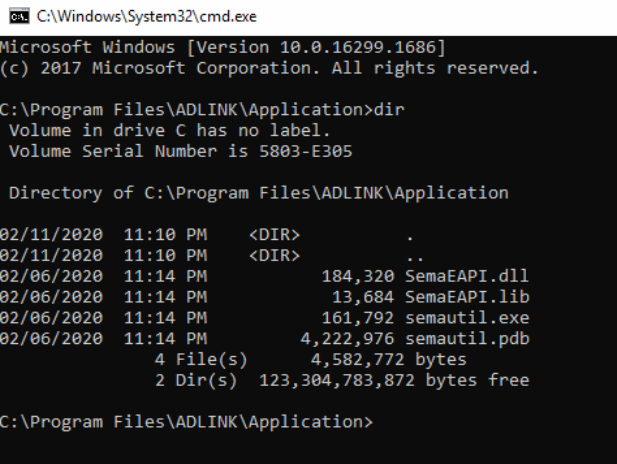 C:\Windows\System32\cmd.exe
Microsoft Windows [Version 10.0.16299.1686]
(c) 2017 Microsoft Corporation. All rights reserved.
C:\Program Files\ADLINK\Application>dir
Volume in drive C has no label.
Volume Serial Number is 5803-E305
Directory of C:\Program Files\ADLINK\Application
02/11/2020 11:10 PM <DIR> .
02/11/2020 11:10 PM <DIR> ..
02/06/2020 11:14 PM 184,320 SemaEAPI.dll
02/06/2020 11:14 PM 13,684 SemaEAPI.lib
02/06/2020 11:14 PM 161,792 semautil.exe
02/06/2020 11:14 PM 4,222,976 semautil.pdb
4 File(s) 4,582,772 bytes
2 Dir(s) 123,304,783,872 bytes free
C:\Program Files\ADLINK\Application>